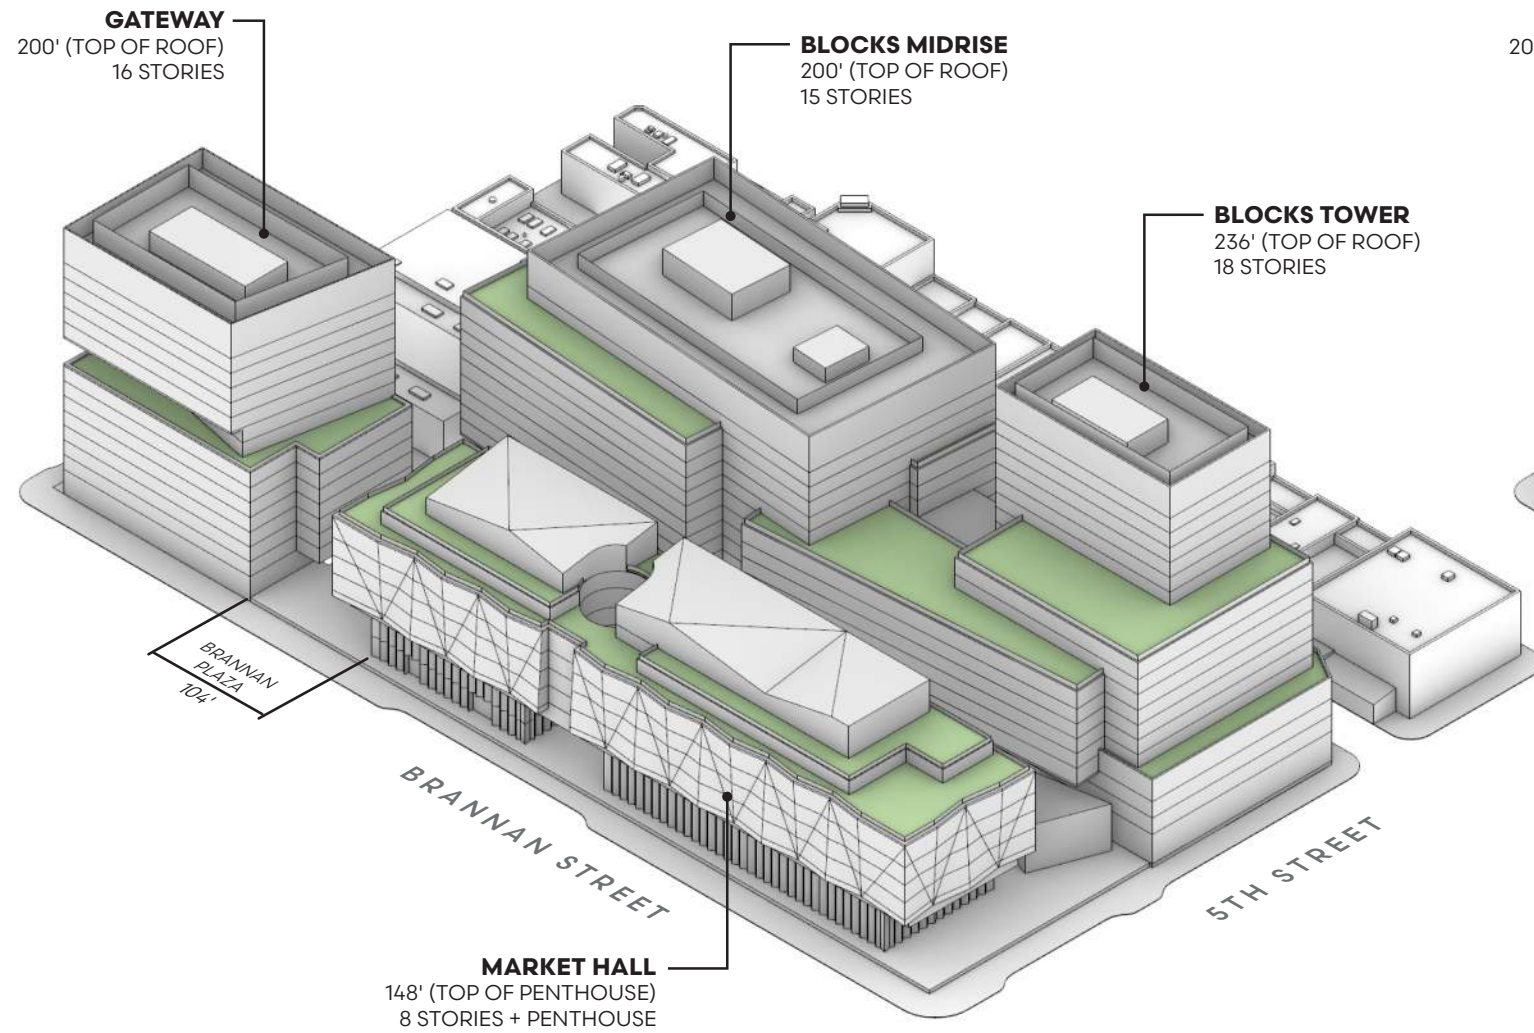 GATEWAY
200' (TOP OF ROOF)
16 STORIES
BLOCKS MIDRISE
200' (TOP OF ROOF)
15 STORIES
20
BLOCKS TOWER
236' (TOP OF ROOF)
18 STORIES
BRANNAN
PLAZA
104'
BRANNAN STREET
5TH STREET
MARKET HALL
148' (TOP OF PENTHOUSE)
8 STORIES + PENTHOUSE